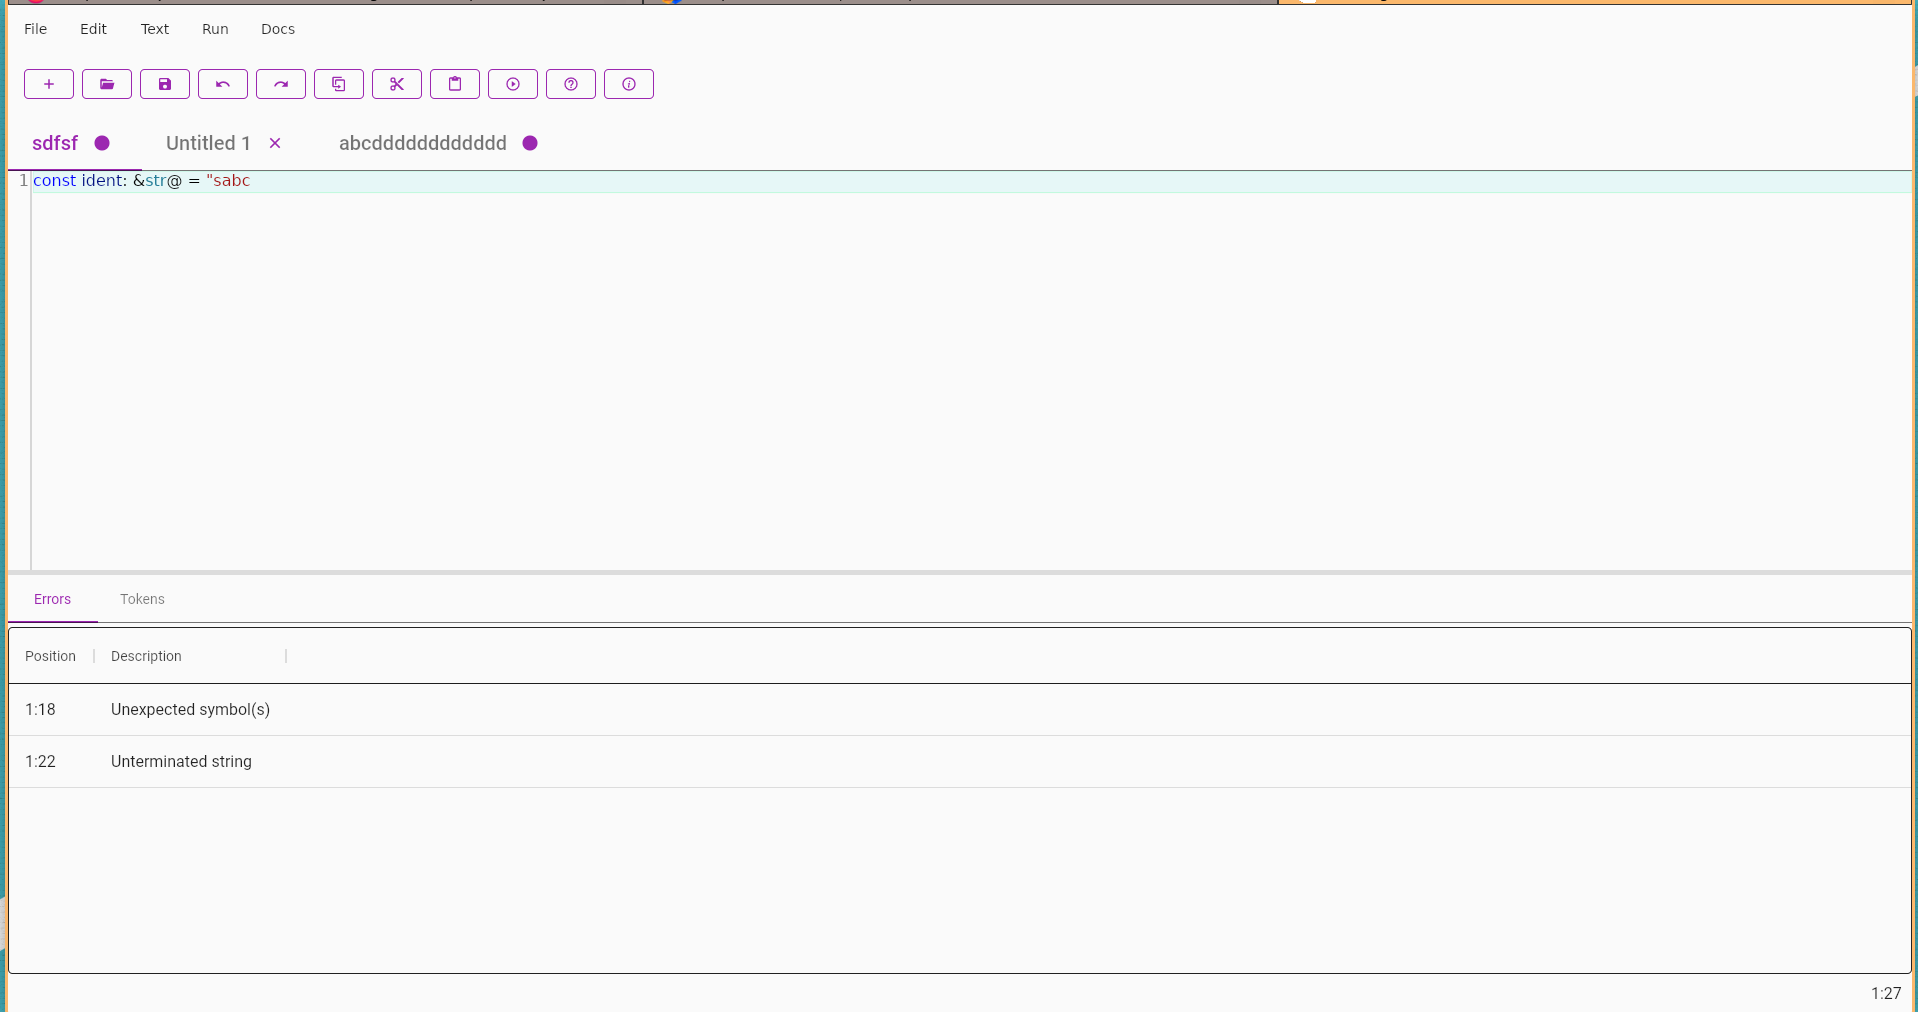 File Edit Text Run Docs
sdfsf Untitled 1 abcddddddddddddd
1 const ident: &str@ = "sabc
Errors Tokens
Position Description
1:18 Unexpected symbol(s)
1:22 Unterminated string
1:27